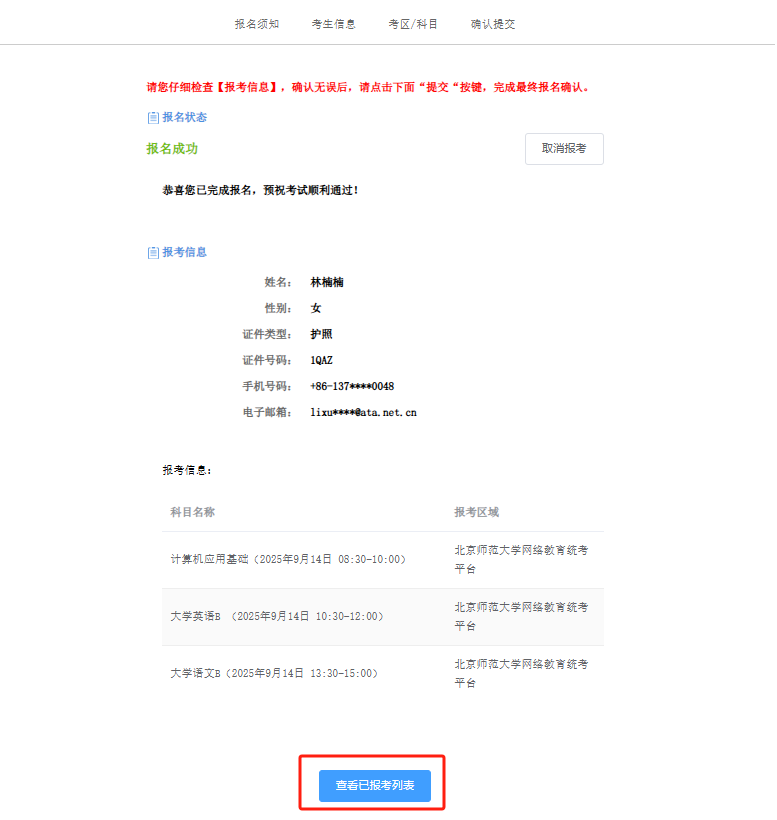 报名须知 考生信息 考区/科目 确认提交
请您仔细检查【报考信息】，确认无误后，请点击下面“提交“按键，完成最终报名确认。
报名状态
报名成功
取消报考
恭喜您已完成报名，预祝考试顺利通过！
报考信息
姓名： 林楠楠
性别： 女
证件类型： 护照
证件号码： 1QAZ
手机号码： +86-137****0048
电子邮箱： lixu****@ata.net.cn
报考信息：
科目名称 报考区域
计算机应用基础（2025年9月14日 08:30-10:00） 北京师范大学网络教育统考
平台
大学英语B （2025年9月14日 10:30-12:00） 北京师范大学网络教育统考
平台
大学语文B（2025年9月14日 13:30-15:00） 北京师范大学网络教育统考
平台
查看已报考列表